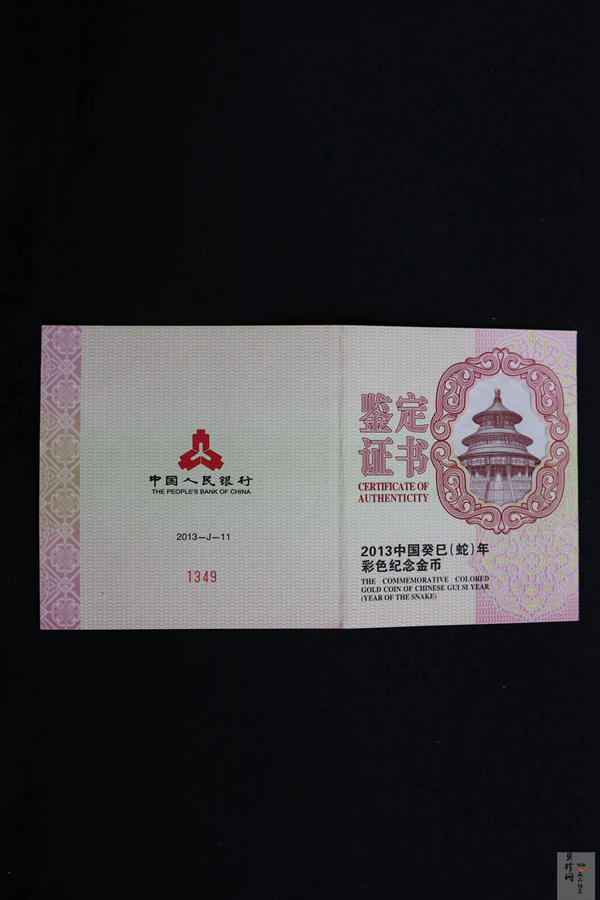 中国人民银行
THE PEOPLE'S BANK OF CHINA
2013—J—11
1349
鉴定
证书
CERTIFICATE OF
AUTHENTICITY
2013中国癸巳(蛇)年
彩色纪念金币
THE COMMEMORATIVE COLORED
GOLD COIN OF CHINESE GUI SI YEAR
(YEAR OF THE SNAKE)